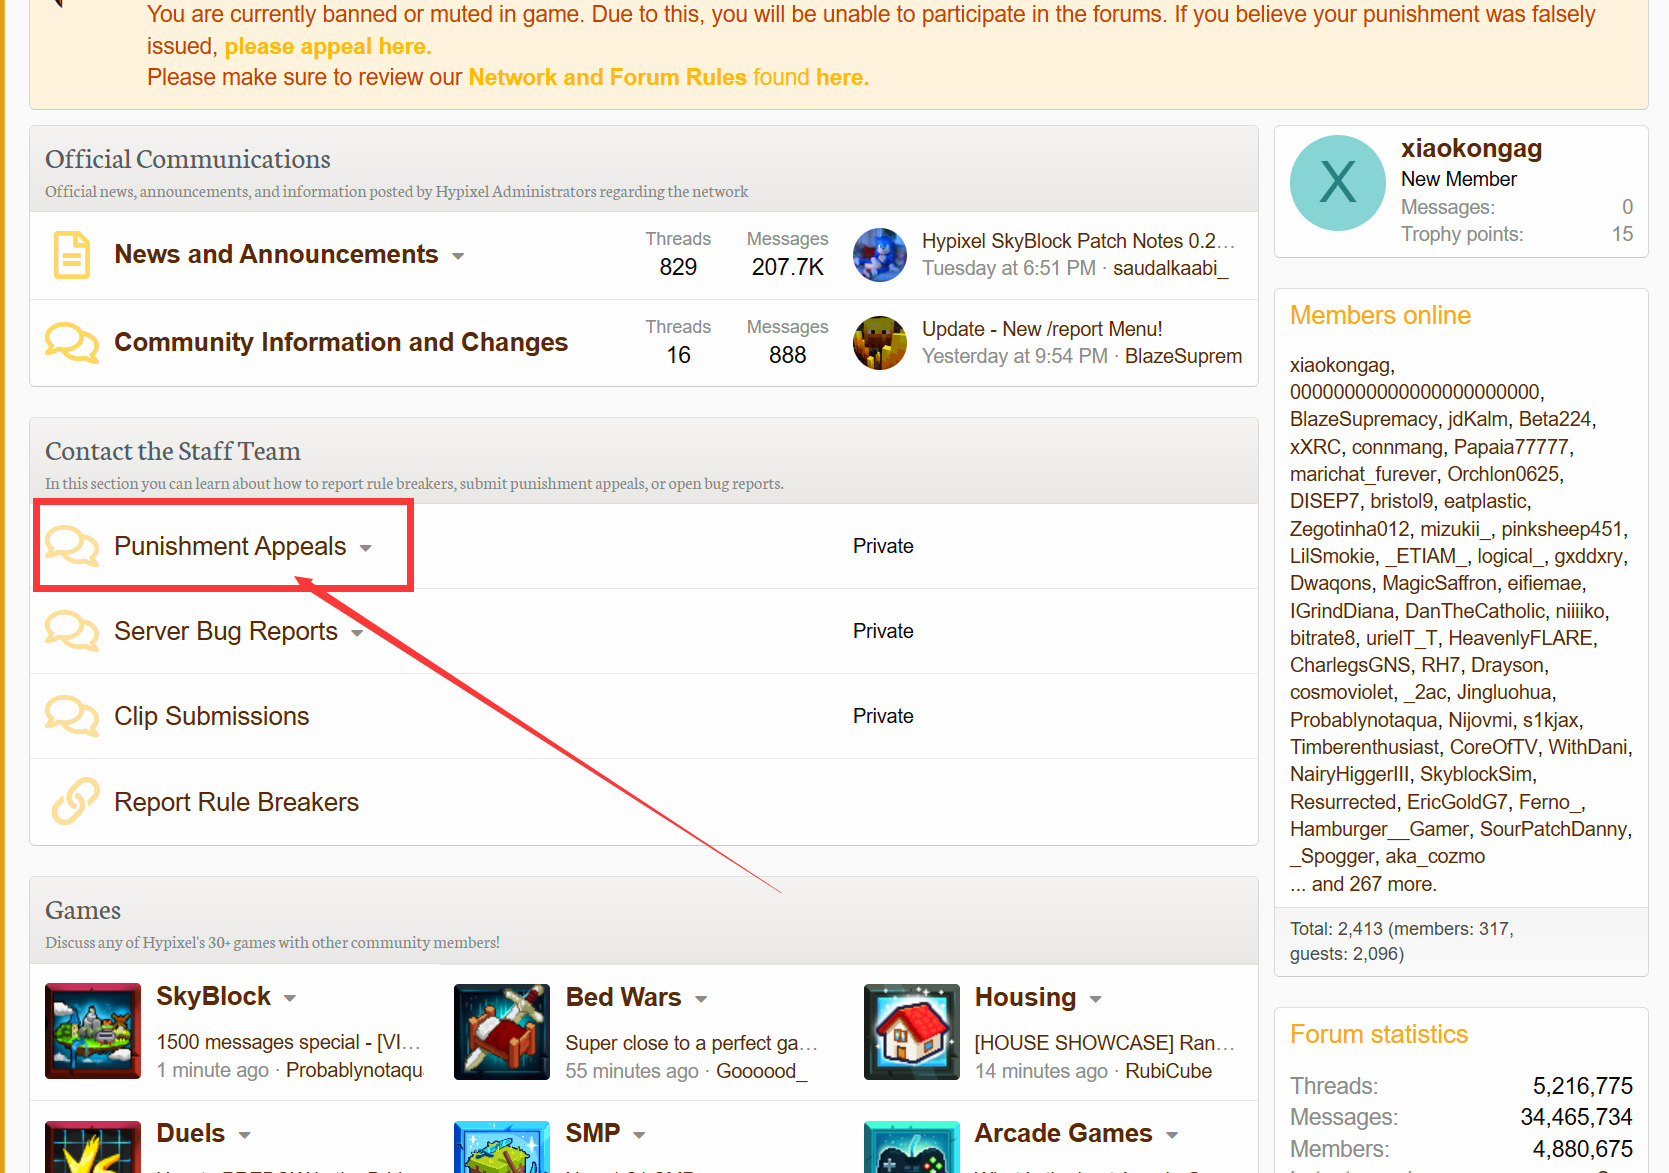 You are currently banned or muted in game. Due to this, you will be unable to participate in the forums. If you believe your punishment was falsely
issued, please appeal here.
Please make sure to review our Network and Forum Rules found here.
Official Communications
Official news, announcements, and information posted by Hypixel Administrators regarding the network
News and Announcements
Threads
829
Messages
207.7K
Hypixel SkyBlock Patch Notes 0.2…
Tuesday at 6:51 PM · saudalkaabi_
Community Information and Changes
Threads
16
Messages
888
Update - New /report Menu!
Yesterday at 9:54 PM · BlazeSuprem
Contact the Staff Team
In this section you can learn about how to report rule breakers, submit punishment appeals, or open bug reports.
Punishment Appeals
Private
Server Bug Reports
Private
Clip Submissions
Private
Report Rule Breakers
Games
Discuss any of Hypixel's 30+ games with other community members!
SkyBlock
1500 messages special - [VI…
1 minute ago · Probablynotaqu
Bed Wars
Super close to a perfect ga…
55 minutes ago · Goooood_
Housing
[HOUSE SHOWCASE] Ran…
14 minutes ago · RubiCube
Duels
SMP
Arcade Games
X
xiaokongag
New Member
Messages: 0
Trophy points: 15
Members online
xiaokongag,
00000000000000000000000,
BlazeSupremacy, jdKalm, Beta224,
xXRC, connmang, Papaia77777,
marichat_furever, Orchlon0625,
DISEP7, bristol9, eatplastic,
Zegotinha012, mizukii_, pinksheep451,
LilSmokie, _ETIAM_, logical_, gxddxry,
Dwaqons, MagicSaffron, eifiemae,
IGrindDiana, DanTheCatholic, niiiiko,
bitrate8, urielT_T, HeavenlyFLARE,
CharlegsGNS, RH7, Drayson,
cosmoviolet, _2ac, Jingluohua,
Probablynotaqua, Nijovmi, s1kjax,
Timberenthusiast, CoreOfTV, WithDani,
NairyHiggerIII, SkyblockSim,
Resurrected, EricGoldG7, Ferno_,
Hamburger__Gamer, SourPatchDanny,
_Spogger, aka_cozmo
... and 267 more.
Total: 2,413 (members: 317,
guests: 2,096)
Forum statistics
Threads: 5,216,775
Messages: 34,465,734
Members: 4,880,675